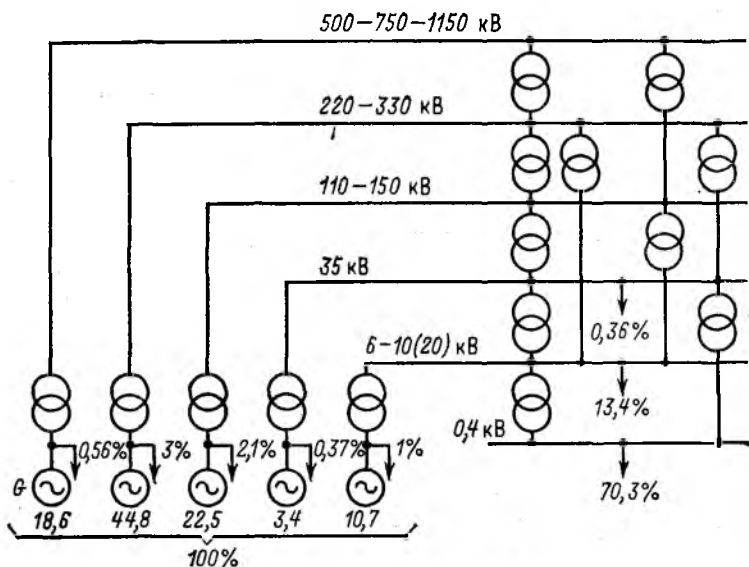 500–750–1150 кВ
220–330 кВ
110–150 кВ
35 кВ
0,36%
6–10(20) кВ
13,4%
0,4 кВ
0,56% 3% 2,1% 0,37% 1%
70,3%
G
18,6 44,8 22,5 3,4 10,7
100%